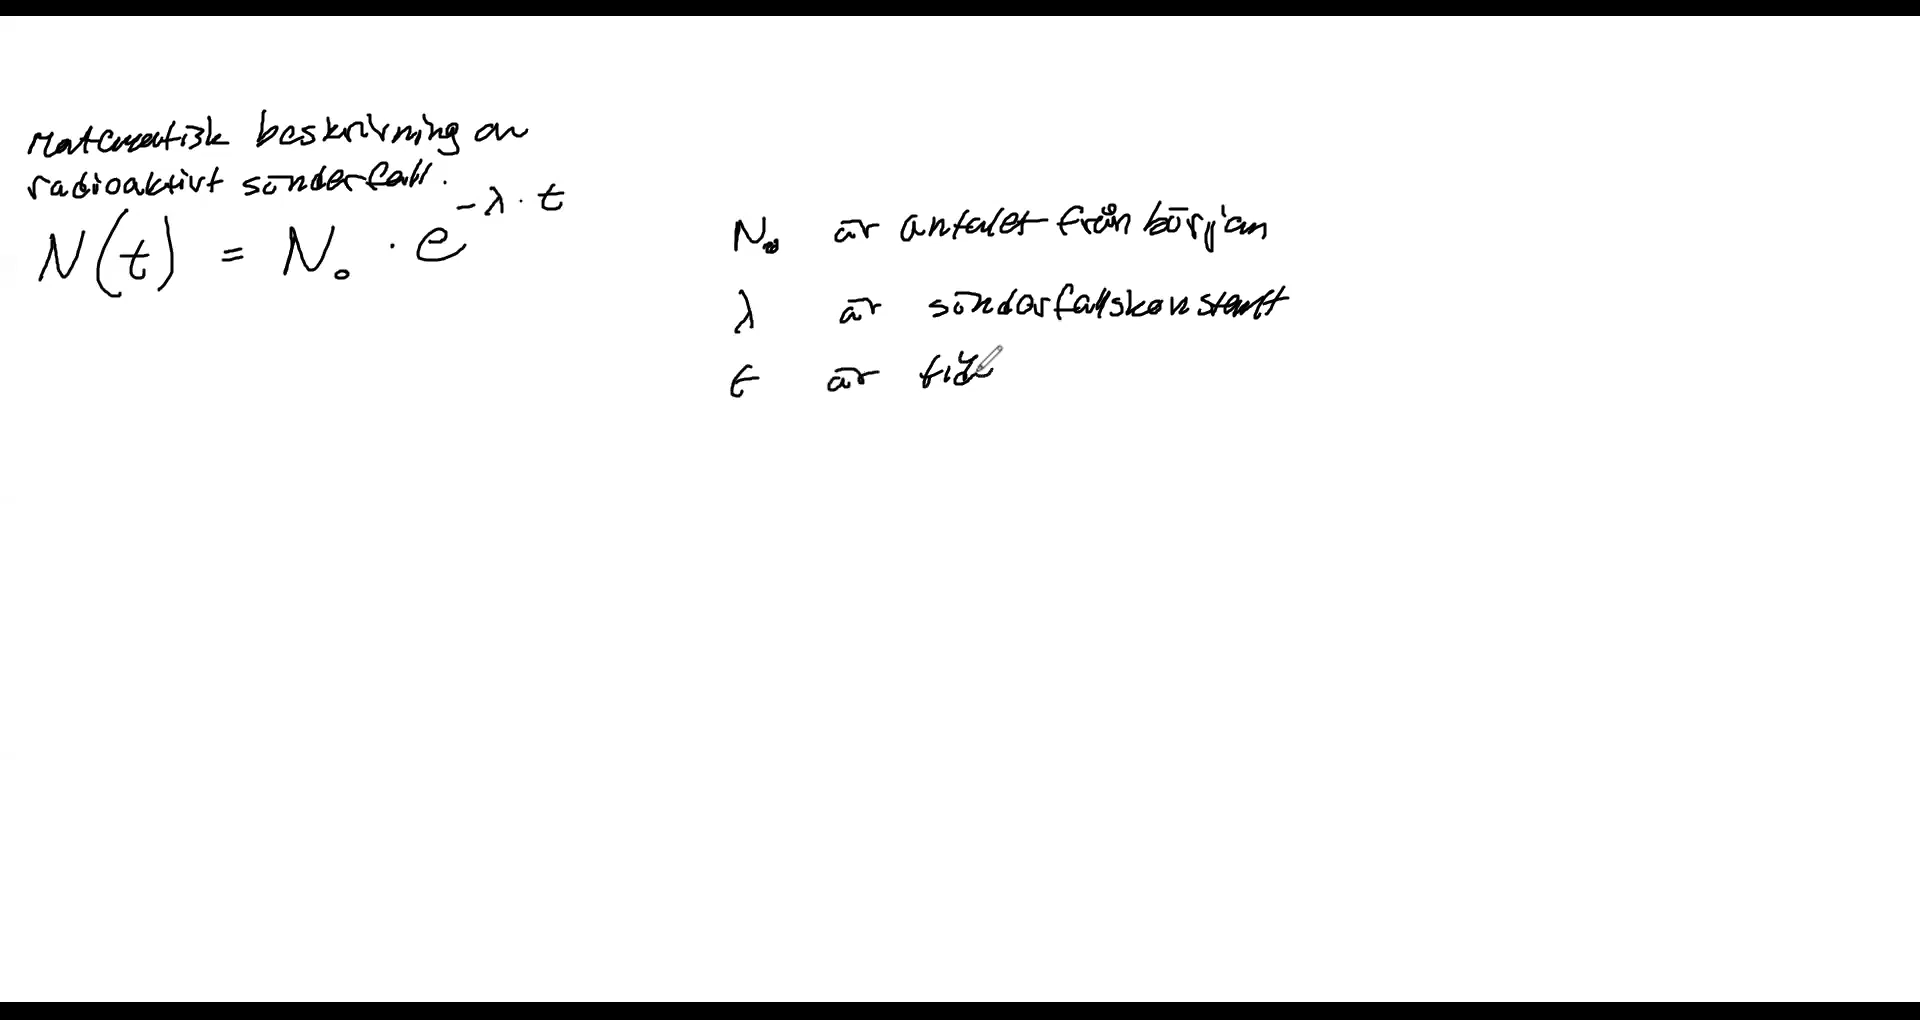 Matematisk beskrivning av
radioaktivt sönderfall.
N(t) = N₀ · e^{-λ · t}
N₀ är antalet från början
λ är sönderfallskonstant
t är tid